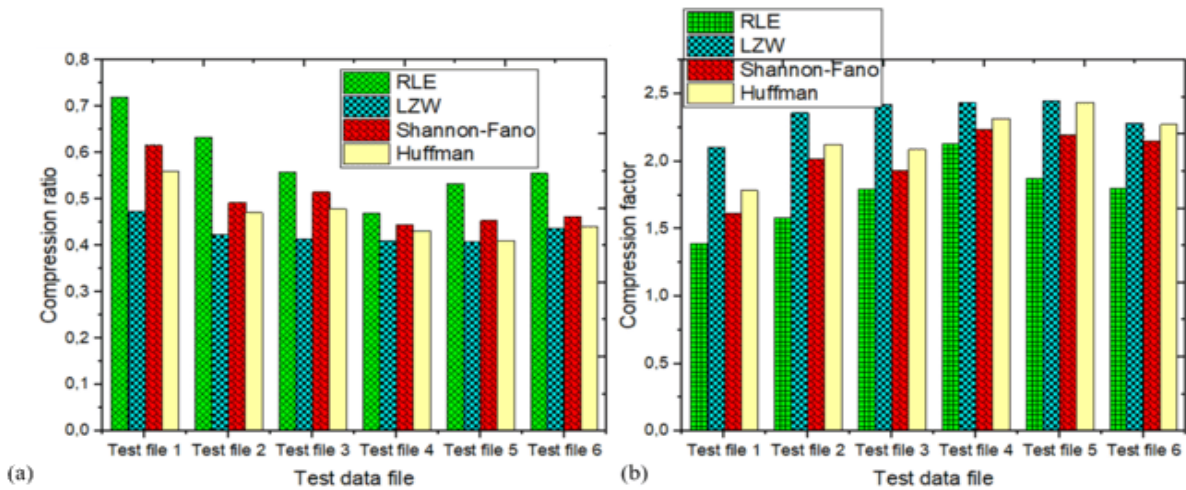 0,8
0,7
0,6
0,5
0,4
0,3
0,2
0,1
0,0
Compression ratio
RLE
LZW
Shannon-Fano
Huffman
Test file 1 Test file 2 Test file 3 Test file 4 Test file 5 Test file 6
Test data file
(a)
RLE
LZW
Shannon-Fano
Huffman
2,5
2,0
1,5
1,0
0,5
0,0
Compression factor
Test file 1 Test file 2 Test file 3 Test file 4 Test file 5 Test file 6
Test data file
(b)